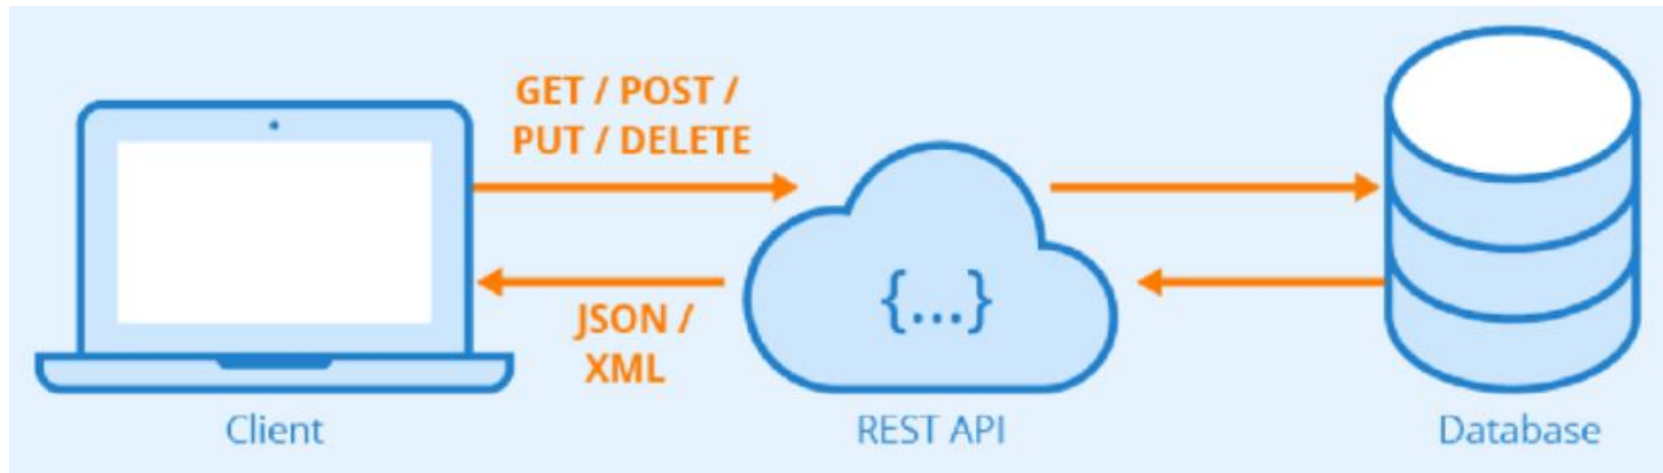 GET / POST /
PUT / DELETE
{...}
JSON /
XML
Client
REST API
Database